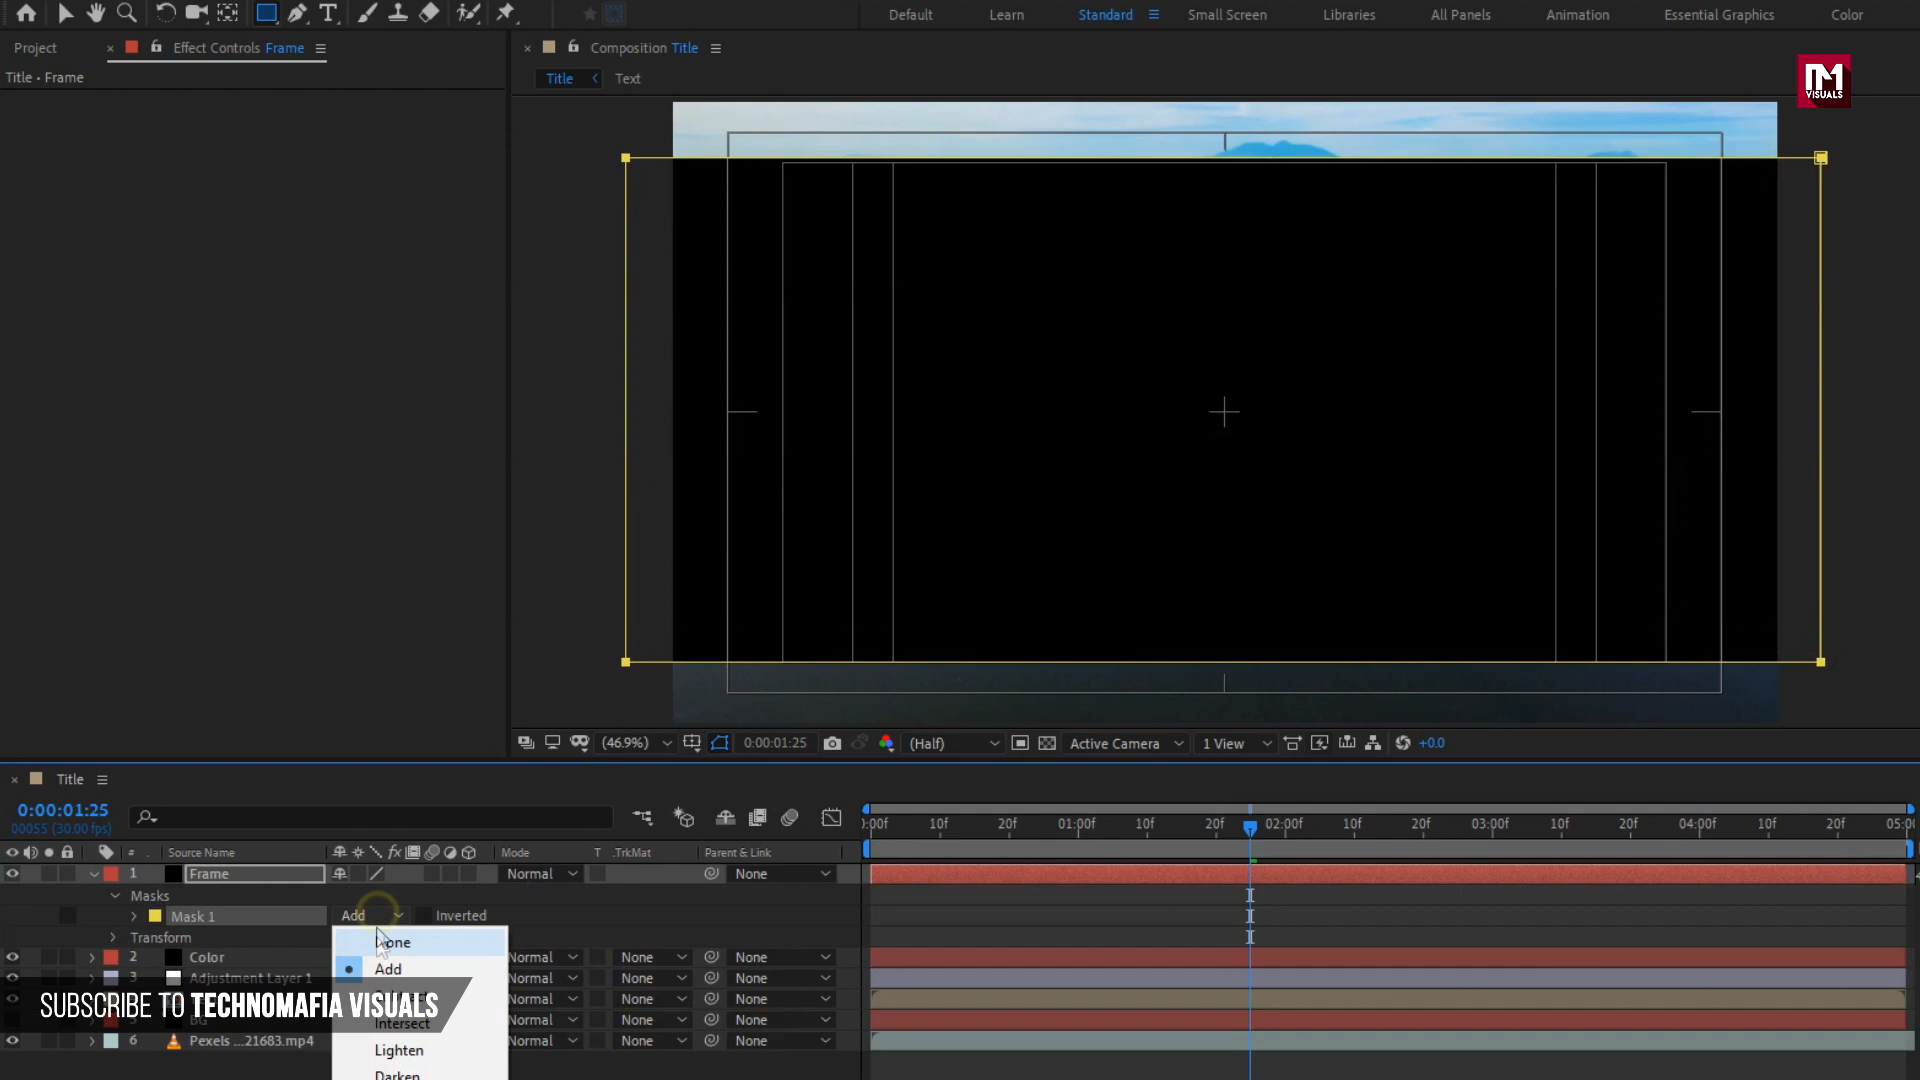 Default Learn Standard Small Screen Libraries All Panels Animation Essential Graphics Color
Project Effect Controls Frame Composition Title
Title • Frame Title Text
M VISUALS
(46.9%) 0:00:01:25 (Half) Active Camera 1 View +0.0
Title
0:00:01:25
00055 (30.00 fps)
:00f 10f 20f 01:00f 10f 20f 02:00f 10f 20f 03:00f 10f 20f 04:00f 10f 20f 05:00
# Source Name Mode T .TrkMat Parent & Link
1 Frame Normal None
Masks
Mask 1 Add Inverted
Transform
None
2 Color Normal None None
Add
3 Adjustment Layer 1 Normal None None
Normal None None
Intersect
5 BG Normal None None
6 Pexels ...21683.mp4 Normal None None
Lighten
Darken
SUBSCRIBE TO TECHNOMAFIA VISUALS